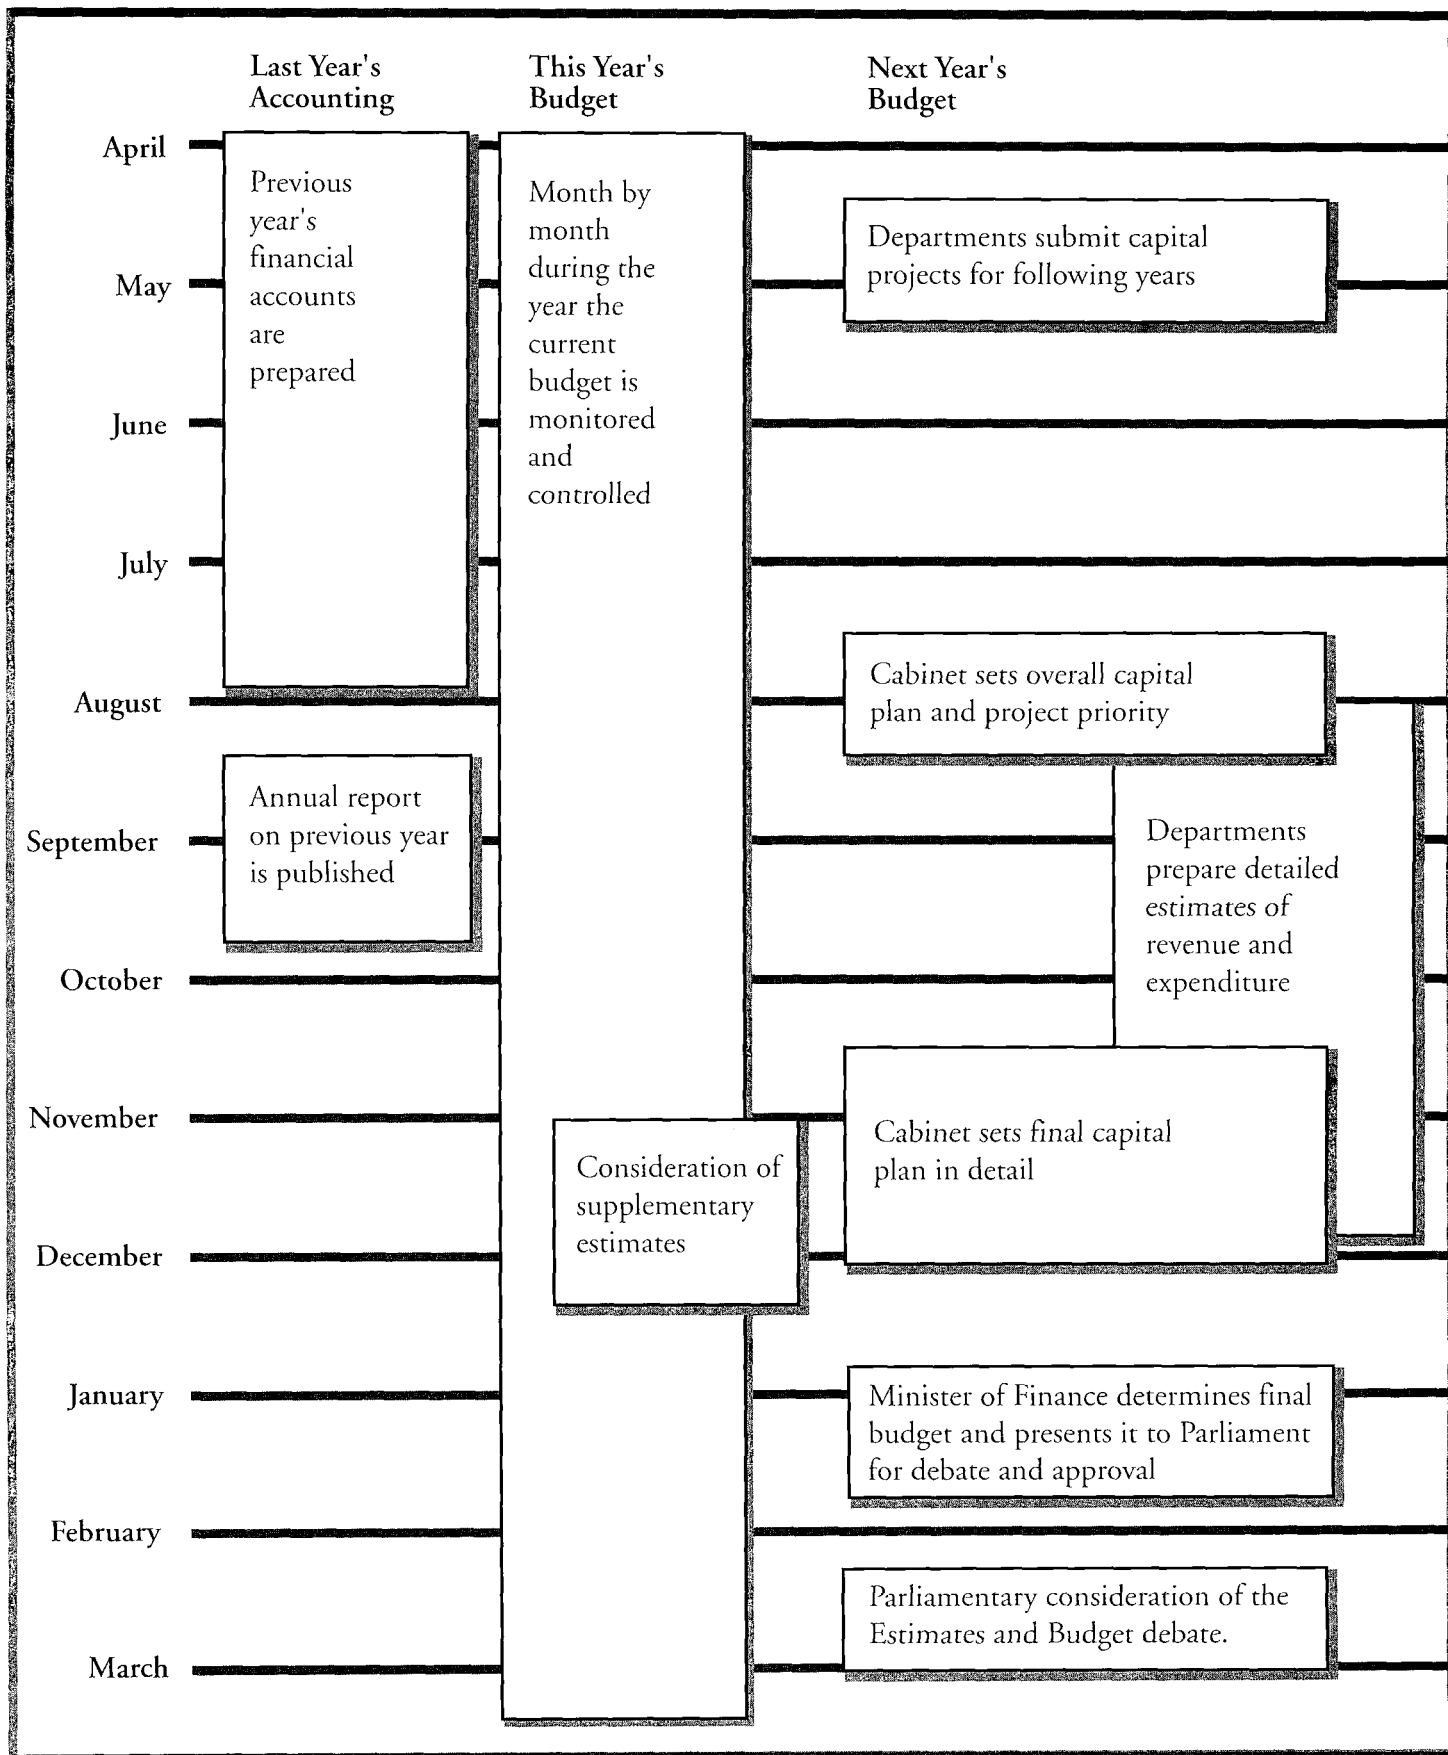 Last Year's
Accounting
This Year's
Budget
Next Year's
Budget
April
May
June
July
August
September
October
November
December
January
February
March
Previous
year's
financial
accounts
are
prepared
Annual report
on previous year
is published
Month by
month
during the
year the
current
budget is
monitored
and
controlled
Consideration of
supplementary
estimates
Departments submit capital
projects for following years
Cabinet sets overall capital
plan and project priority
Departments
prepare detailed
estimates of
revenue and
expenditure
Cabinet sets final capital
plan in detail
Minister of Finance determines final
budget and presents it to Parliament
for debate and approval
Parliamentary consideration of the
Estimates and Budget debate.